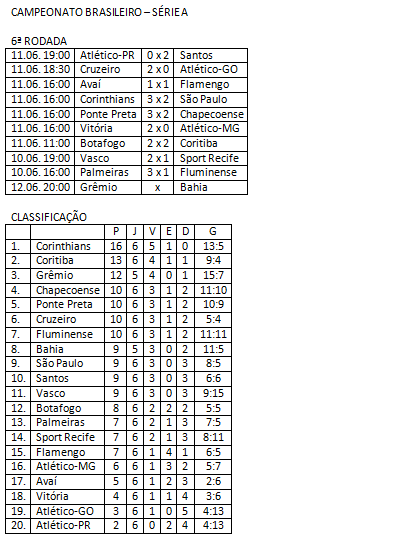 CAMPEONATO BRASILEIRO – SÉRIE A
6ª RODADA
11.06. 19:00 Atlético-PR 0 x 2 Santos
11.06. 18:30 Cruzeiro 2 x 0 Atlético-GO
11.06. 16:00 Avaí 1 x 1 Flamengo
11.06. 16:00 Corinthians 3 x 2 São Paulo
11.06. 16:00 Ponte Preta 3 x 2 Chapecoense
11.06. 16:00 Vitória 2 x 0 Atlético-MG
11.06. 11:00 Botafogo 2 x 2 Coritiba
10.06. 19:00 Vasco 2 x 1 Sport Recife
10.06. 16:00 Palmeiras 3 x 1 Fluminense
12.06. 20:00 Grêmio x Bahia
CLASSIFICAÇÃO
P J V E D G
1. Corinthians 16 6 5 1 0 13:5
2. Coritiba 13 6 4 1 1 9:4
3. Grêmio 12 5 4 0 1 15:7
4. Chapecoense 10 6 3 1 2 11:10
5. Ponte Preta 10 6 3 1 2 10:9
6. Cruzeiro 10 6 3 1 2 5:4
7. Fluminense 10 6 3 1 2 11:11
8. Bahia 9 5 3 0 2 11:5
9. São Paulo 9 6 3 0 3 8:5
10. Santos 9 6 3 0 3 6:6
11. Vasco 9 6 3 0 3 9:15
12. Botafogo 8 6 2 2 2 5:5
13. Palmeiras 7 6 2 1 3 7:5
14. Sport Recife 7 6 2 1 3 8:11
15. Flamengo 7 6 1 4 1 6:5
16. Atlético-MG 6 6 1 3 2 5:7
17. Avaí 5 6 1 2 3 2:6
18. Vitória 4 6 1 1 4 3:6
19. Atlético-GO 3 6 1 0 5 4:13
20. Atlético-PR 2 6 0 2 4 4:13